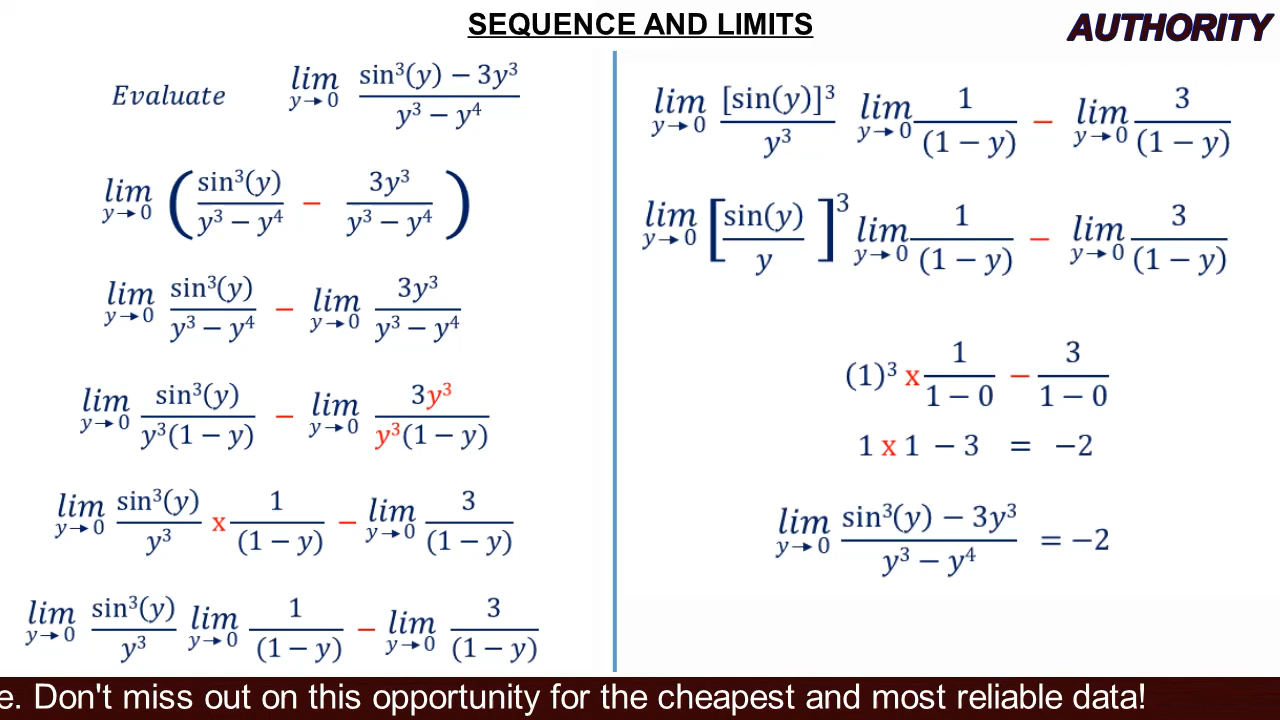 SEQUENCE AND LIMITS
AUTHORITY
Evaluate lim y→0 (sin³(y) − 3y³)/(y³ − y⁴)
lim y→0 ( sin³(y)/(y³ − y⁴) − 3y³/(y³ − y⁴) )
lim y→0 sin³(y)/(y³ − y⁴) − lim y→0 3y³/(y³ − y⁴)
lim y→0 sin³(y)/(y³(1 − y)) − lim y→0 3y³/(y³(1 − y))
lim y→0 sin³(y)/y³ x 1/(1 − y) − lim y→0 3/(1 − y)
lim y→0 sin³(y)/y³ lim y→0 1/(1 − y) − lim y→0 3/(1 − y)
lim y→0 [sin(y)]³/y³ lim y→0 1/(1 − y) − lim y→0 3/(1 − y)
lim y→0 [sin(y)/y]³ lim y→0 1/(1 − y) − lim y→0 3/(1 − y)
(1)³ x 1/(1 − 0) − 3/(1 − 0)
1 x 1 − 3 = −2
lim y→0 (sin³(y) − 3y³)/(y³ − y⁴) = −2
e. Don't miss out on this opportunity for the cheapest and most reliable data!